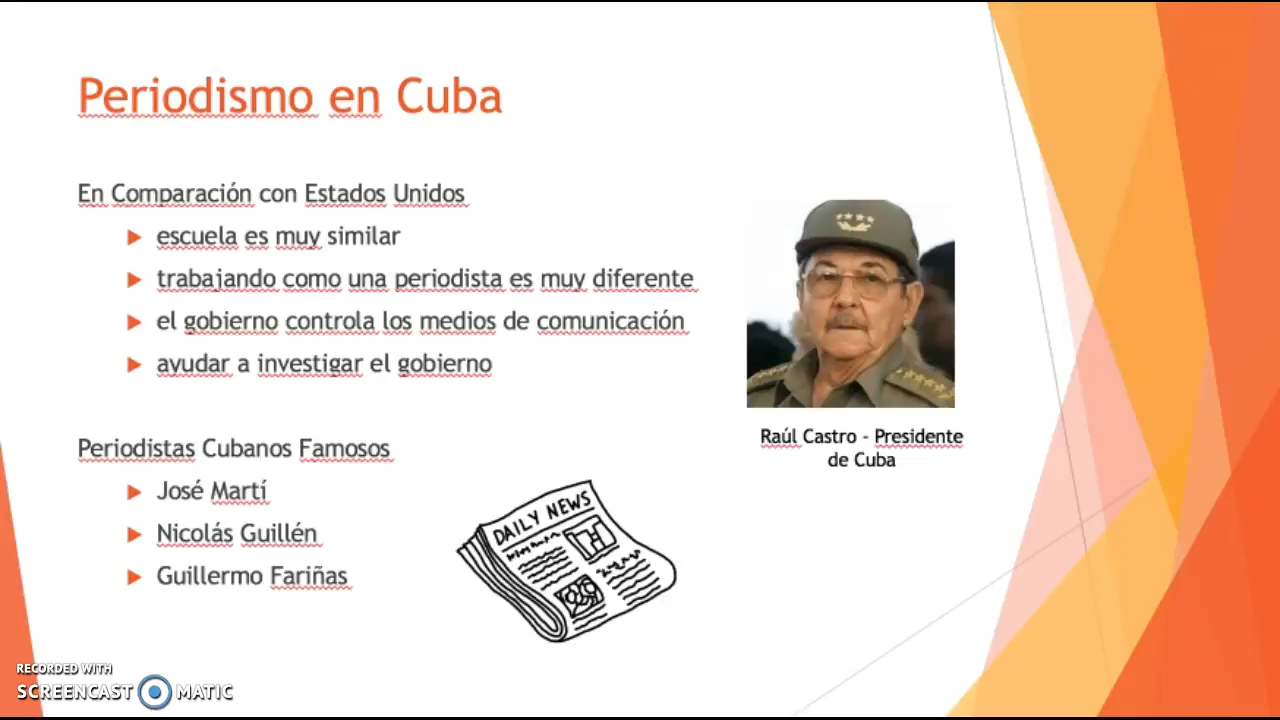 Periodismo en Cuba
En Comparación con Estados Unidos
escuela es muy similar
trabajando como una periodista es muy diferente
el gobierno controla los medios de comunicación
ayudar a investigar el gobierno
Raúl Castro - Presidente
de Cuba
Periodistas Cubanos Famosos
José Martí
Nicolás Guillén
Guillermo Fariñas
DAILY NEWS
RECORDED WITH
SCREENCAST MATIC